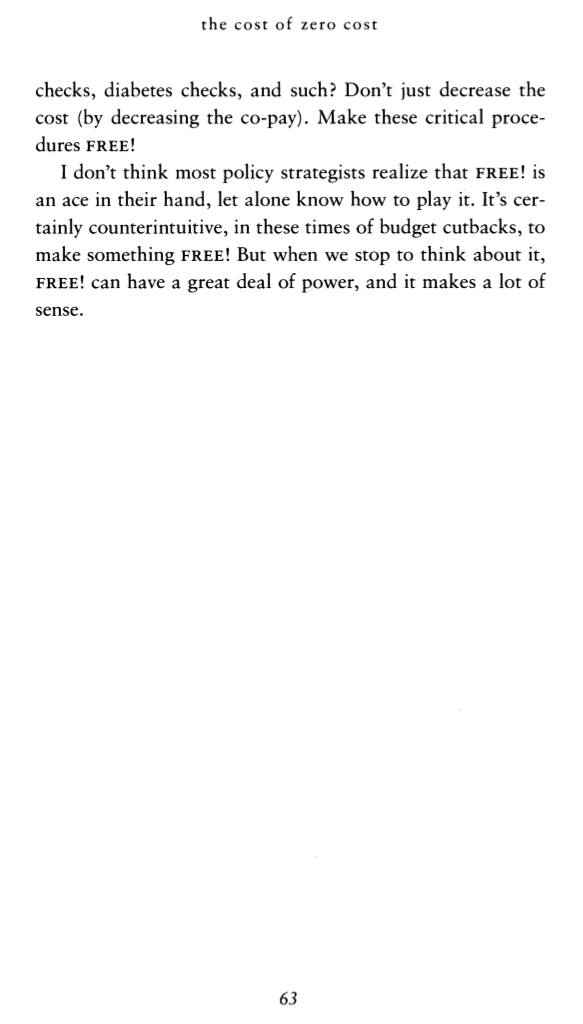 the cost of zero cost
checks, diabetes checks, and such? Don't just decrease the
cost (by decreasing the co-pay). Make these critical proce-
dures FREE!
I don't think most policy strategists realize that FREE! is
an ace in their hand, let alone know how to play it. It's cer-
tainly counterintuitive, in these times of budget cutbacks, to
make something FREE! But when we stop to think about it,
FREE! can have a great deal of power, and it makes a lot of
sense.
63